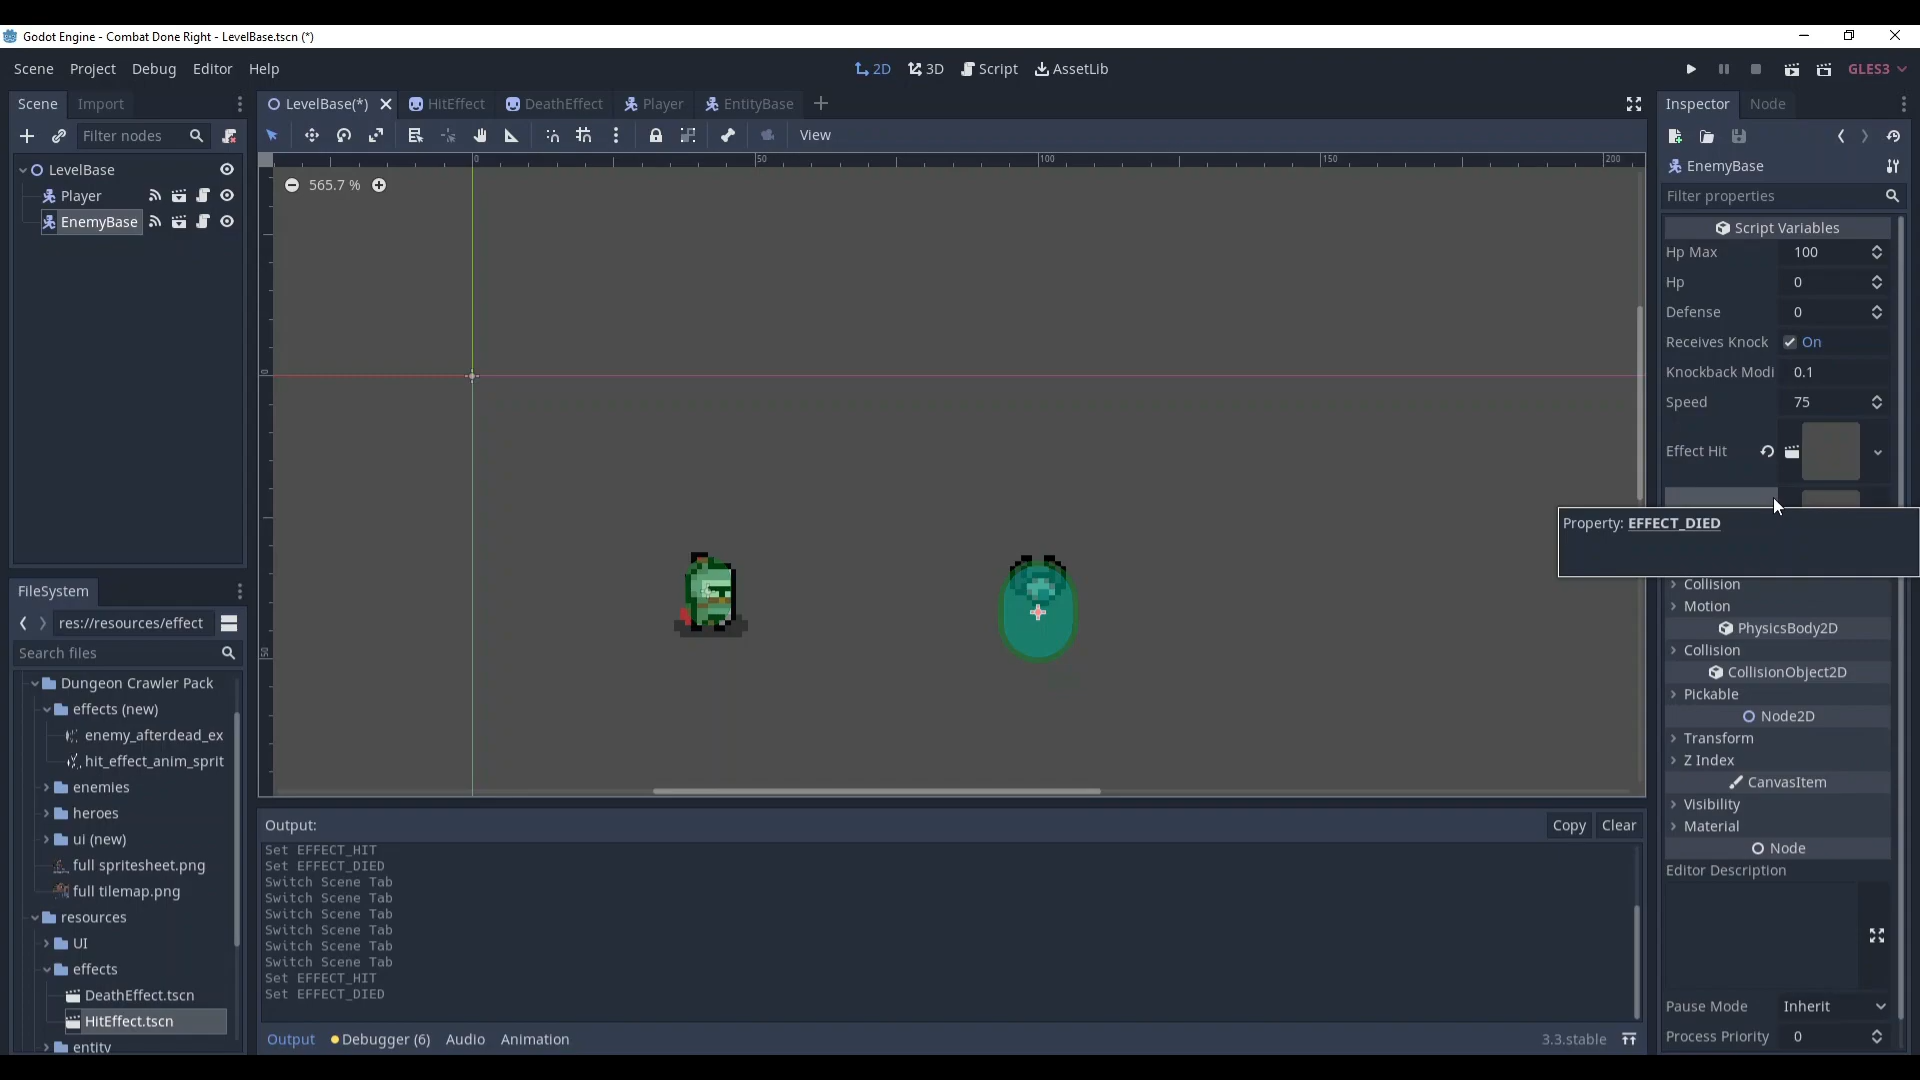 Godot Engine - Combat Done Right - LevelBase.tscn (*)
Scene Project Debug Editor Help
2D 3D Script AssetLib
GLES3
Scene Import
LevelBase(*) HitEffect DeathEffect Player EntityBase
Inspector Node
Filter nodes
View
LevelBase
Player
EnemyBase
0 50 100 150 200
565.7 %
0
50
EnemyBase
Filter properties
Script Variables
Hp Max 100
Hp 0
Defense 0
Receives Knock On
Knockback Modi 0.1
Speed 75
Effect Hit
Property: EFFECT_DIED
Collision
Motion
PhysicsBody2D
Collision
CollisionObject2D
Pickable
Node2D
Transform
Z Index
CanvasItem
Visibility
Material
Node
Editor Description
Pause Mode Inherit
Process Priority 0
FileSystem
res://resources/effect
Search files
Dungeon Crawler Pack
effects (new)
enemy_afterdead_ex
hit_effect_anim_sprit
enemies
heroes
ui (new)
full spritesheet.png
full tilemap.png
resources
UI
effects
DeathEffect.tscn
HitEffect.tscn
entity
Output:
Copy Clear
Set EFFECT_HIT
Set EFFECT_DIED
Switch Scene Tab
Switch Scene Tab
Switch Scene Tab
Switch Scene Tab
Switch Scene Tab
Switch Scene Tab
Set EFFECT_HIT
Set EFFECT_DIED
Output Debugger (6) Audio Animation
3.3.stable